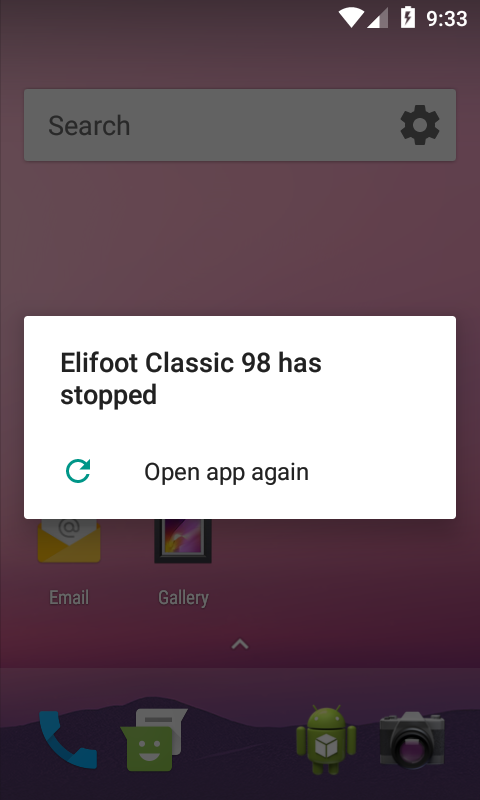 9:33
Search
Elifoot Classic 98 has
stopped
Open app again
Email
Gallery